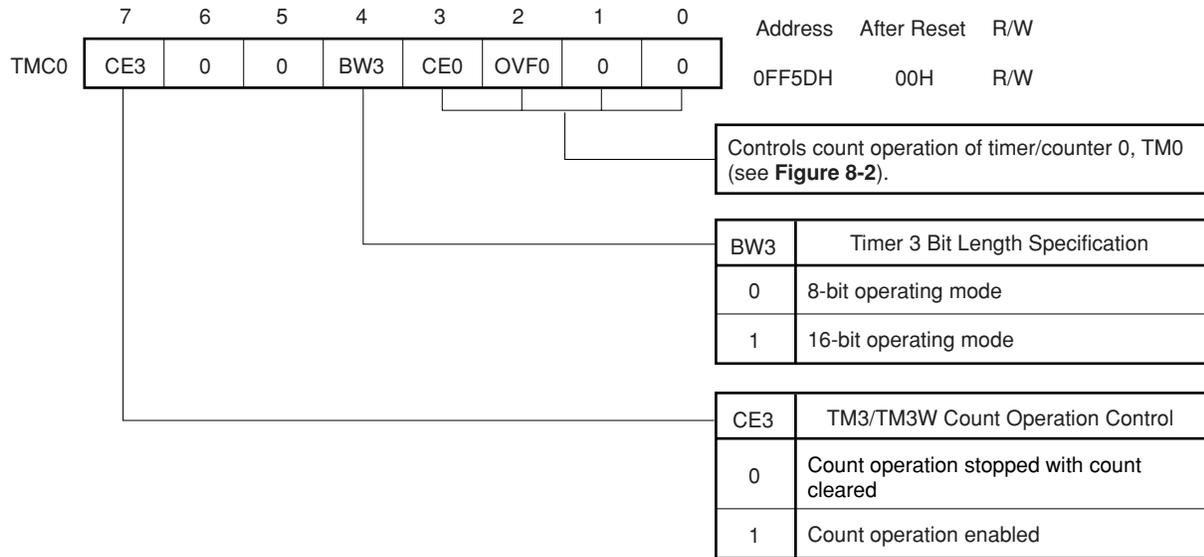 7 6 5 4 3 2 1 0
Address After Reset R/W
TMC0 CE3 0 0 BW3 CE0 OVF0 0 0
0FF5DH 00H R/W
Controls count operation of timer/counter 0, TM0
(see Figure 8-2).
BW3 Timer 3 Bit Length Specification
0 8-bit operating mode
1 16-bit operating mode
CE3 TM3/TM3W Count Operation Control
0 Count operation stopped with count
cleared
1 Count operation enabled